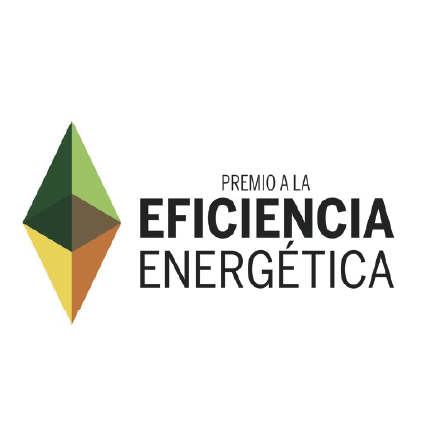 PREMIO A LA
EFICIENCIA
ENERGÉTICA